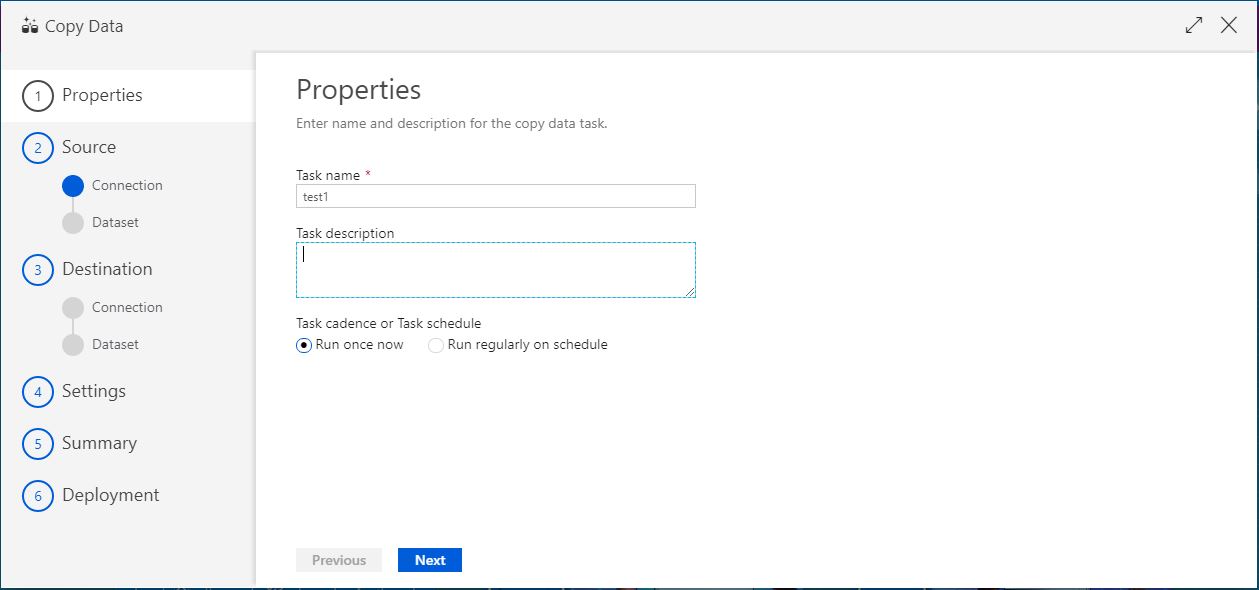 Copy Data
1 Properties
2 Source
Connection
Dataset
3 Destination
Connection
Dataset
4 Settings
5 Summary
6 Deployment
Properties
Enter name and description for the copy data task.
Task name *
test1
Task description
Task cadence or Task schedule
Run once now Run regularly on schedule
Previous Next